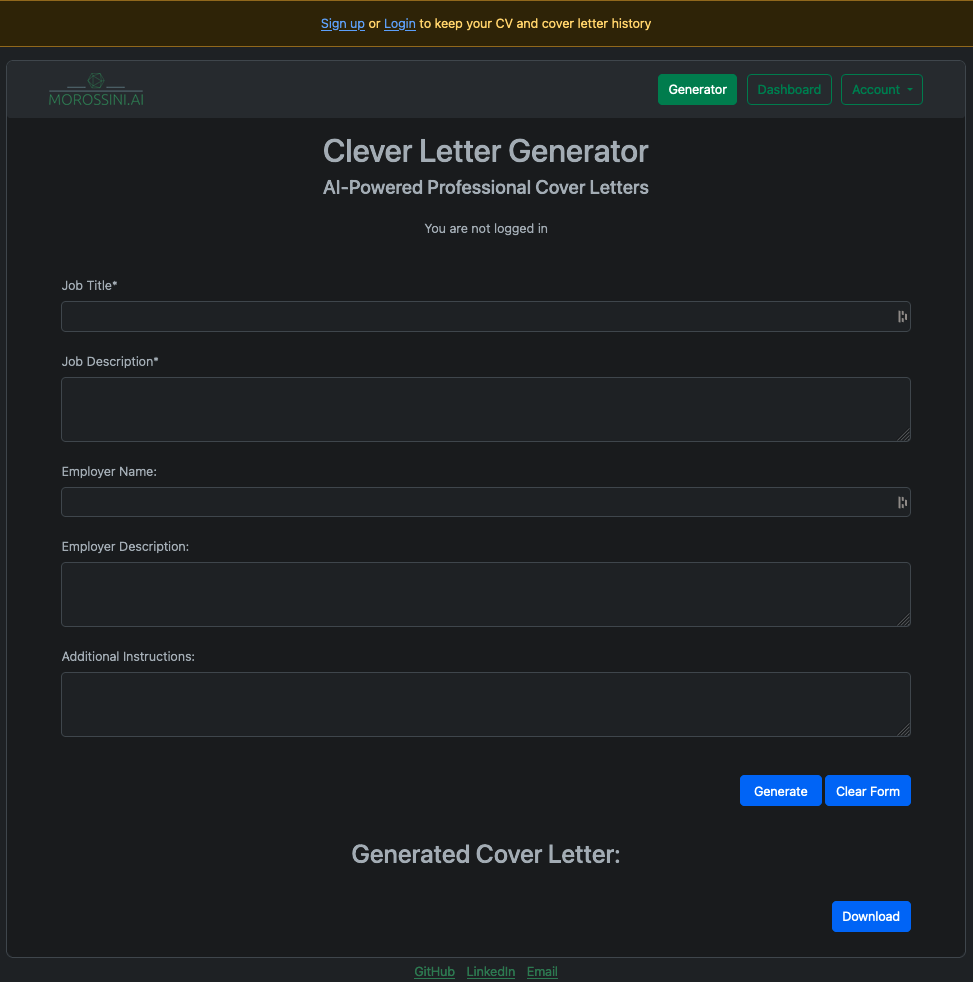 Sign up or Login to keep your CV and cover letter history
MOROSSINI.AI
Generator Dashboard Account
Clever Letter Generator
AI-Powered Professional Cover Letters
You are not logged in
Job Title*
Job Description*
Employer Name:
Employer Description:
Additional Instructions:
Generate Clear Form
Generated Cover Letter:
Download
GitHub LinkedIn Email